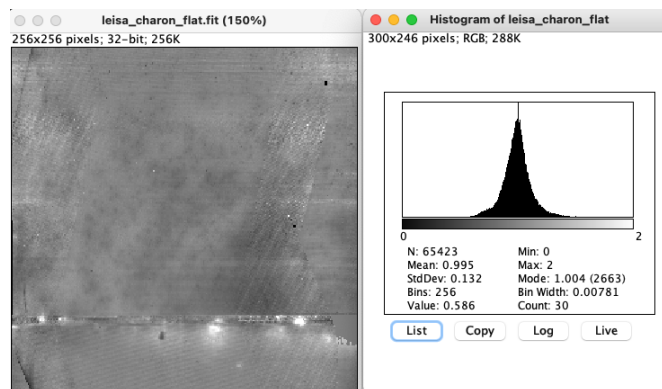 leisa_charon_flat.fit (150%)
256x256 pixels; 32-bit; 256K
Histogram of leisa_charon_flat
300x246 pixels; RGB; 288K
0 2
N: 65423 Min: 0
Mean: 0.995 Max: 2
StdDev: 0.132 Mode: 1.004 (2663)
Bins: 256 Bin Width: 0.00781
Value: 0.586 Count: 30
List Copy Log Live